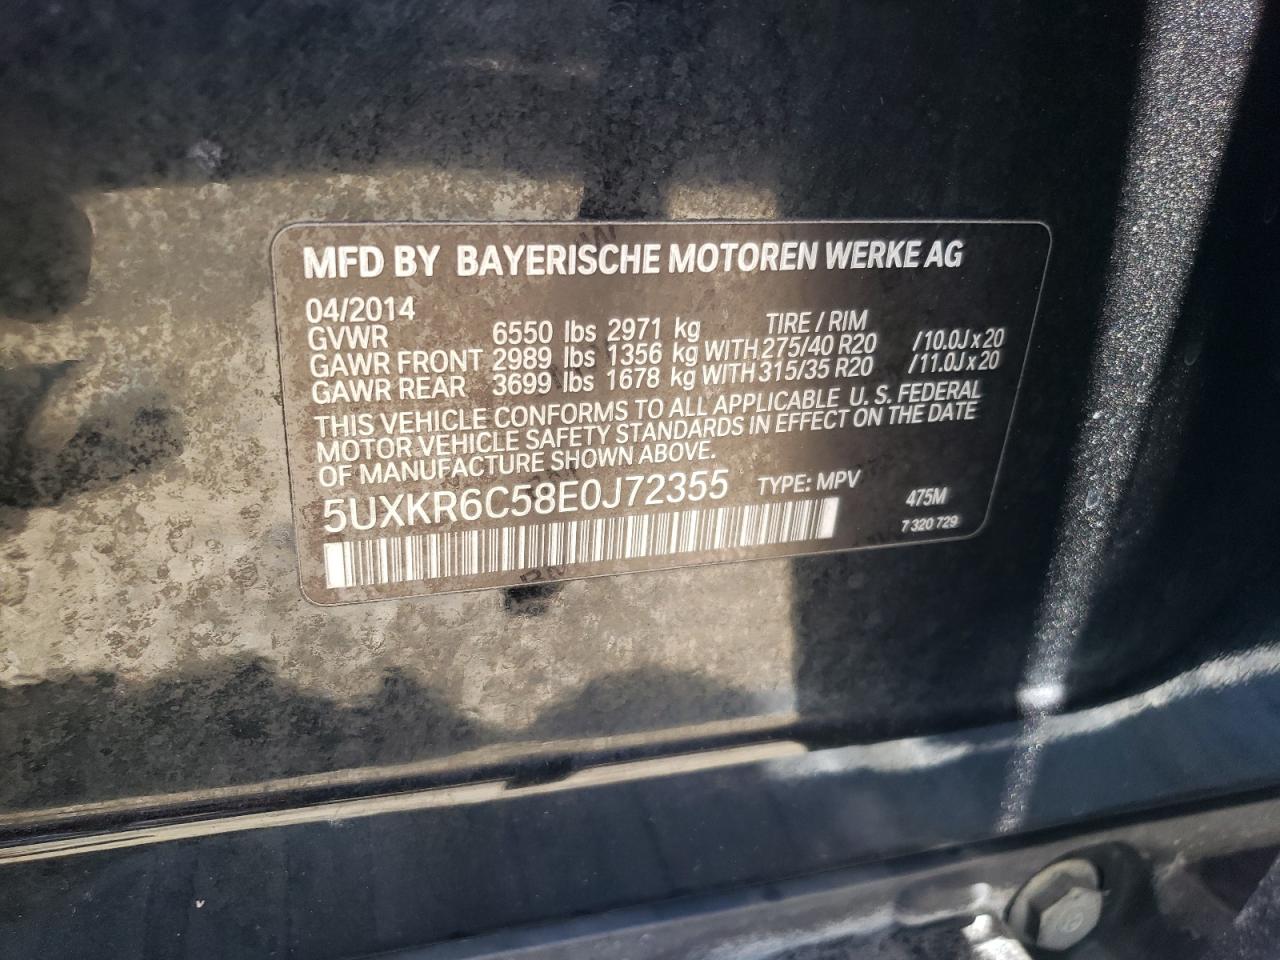 MFD BY BAYERISCHE MOTOREN WERKE AG
04/2014 TIRE / RIM
GVWR 6550 lbs 2971 kg
GAWR FRONT 2989 lbs 1356 kg WITH 275/40 R20 /10.0J x 20
GAWR REAR 3699 lbs 1678 kg WITH 315/35 R20 /11.0J x 20
THIS VEHICLE CONFORMS TO ALL APPLICABLE U. S. FEDERAL
MOTOR VEHICLE SAFETY STANDARDS IN EFFECT ON THE DATE
OF MANUFACTURE SHOWN ABOVE.
5UXKR6C58E0J72355 TYPE: MPV
475M
7 320 729